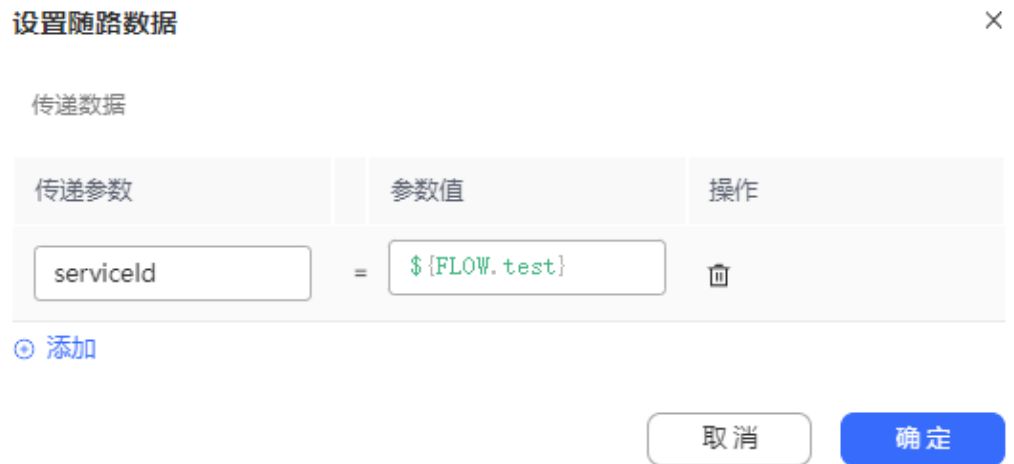 设置随路数据
传递数据
传递参数 参数值 操作
serviceId = ${FLOW.test}
添加
取消 确定